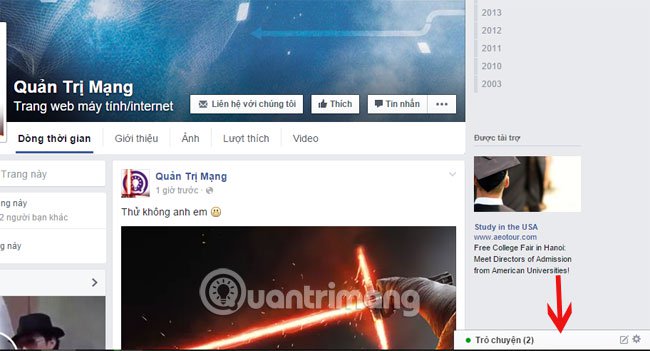 2013
2012
2011
2010
2003
Quản Trị Mạng
Trang web máy tính/internet
Liên hệ với chúng tôi
Thích
Tin nhắn
Dòng thời gian
Giới thiệu
Ảnh
Lượt thích
Video
Được tài trợ
Trang này
ng này
2 người bạn khác
ng này
Quản Trị Mạng
1 giờ trước
Thử không anh em
Quantrimang
Study in the USA
www.aeotour.com
Free College Fair in Hanoi:
Meet Directors of Admission
from American Universities!
Trò chuyện (2)